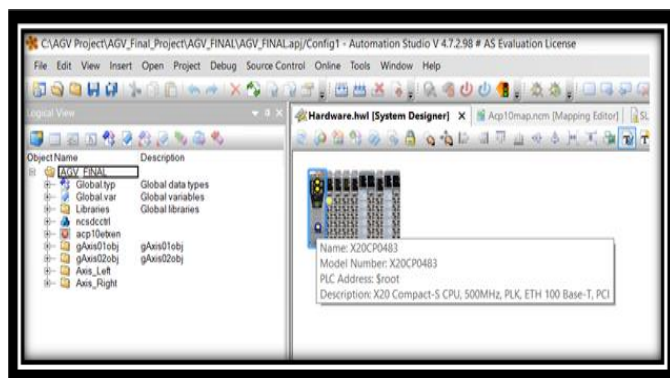 C:\AGV Project\AGV_Final_Project\AGV_FINAL\AGV_FINAL.apj/Config1 - Automation Studio V 4.7.2.98 # AS Evaluation License
File Edit View Insert Open Project Debug Source Control Online Tools Window Help
Logical View
Hardware.hwl [System Designer] X Acp10map.ncm [Mapping Editor] SL
Object Name Description
AGV_FINAL
Global.typ Global data types
Global.var Global variables
Libraries Global libraries
ncsdcctrl
acp10etxen
gAxis01obj gAxis01obj
gAxis02obj gAxis02obj
Axis_Left
Axis_Right
Name: X20CP0483
Model Number: X20CP0483
PLC Address: $root
Description: X20 Compact-S CPU, 500MHz, PLK, ETH 100 Base-T, PCI